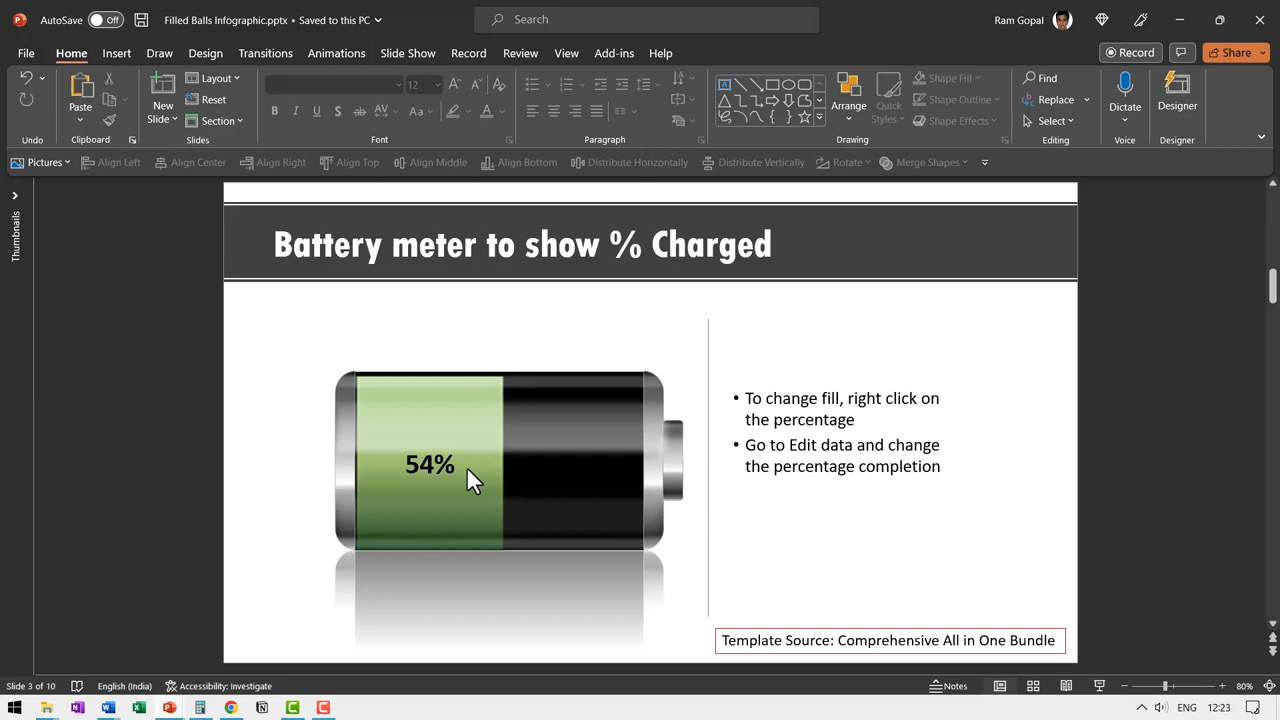 AutoSave Off Filled Balls Infographic.pptx • Saved to this PC
Search
Ram Gopal
File Home Insert Draw Design Transitions Animations Slide Show Record Review View Add-ins Help
Record Share
Paste
Clipboard
Undo
New
Slide
Layout
Reset
Section
Slides
12
Font
Paragraph
Arrange
Quick
Styles
Shape Fill
Shape Outline
Shape Effects
Drawing
Find
Replace
Select
Editing
Dictate
Voice
Designer
Designer
Pictures Align Left Align Center Align Right Align Top Align Middle Align Bottom Distribute Horizontally Distribute Vertically Rotate Merge Shapes
Thumbnails
Battery meter to show % Charged
54%
• To change fill, right click on
the percentage
• Go to Edit data and change
the percentage completion
Template Source: Comprehensive All in One Bundle
Slide 3 of 10 English (India) Accessibility: Investigate Notes 80%
ENG 12:23